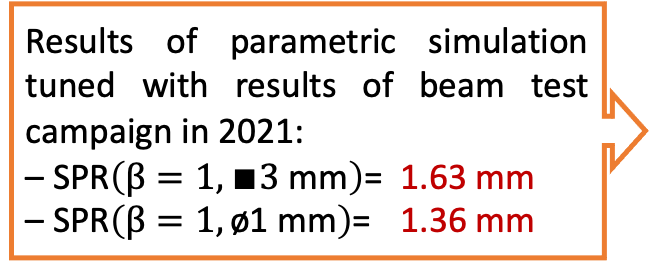 Results of parametric simulation
tuned with results of beam test
campaign in 2021:
– SPR(β = 1, ■3 mm)= 1.63 mm
– SPR(β = 1, ø1 mm)= 1.36 mm